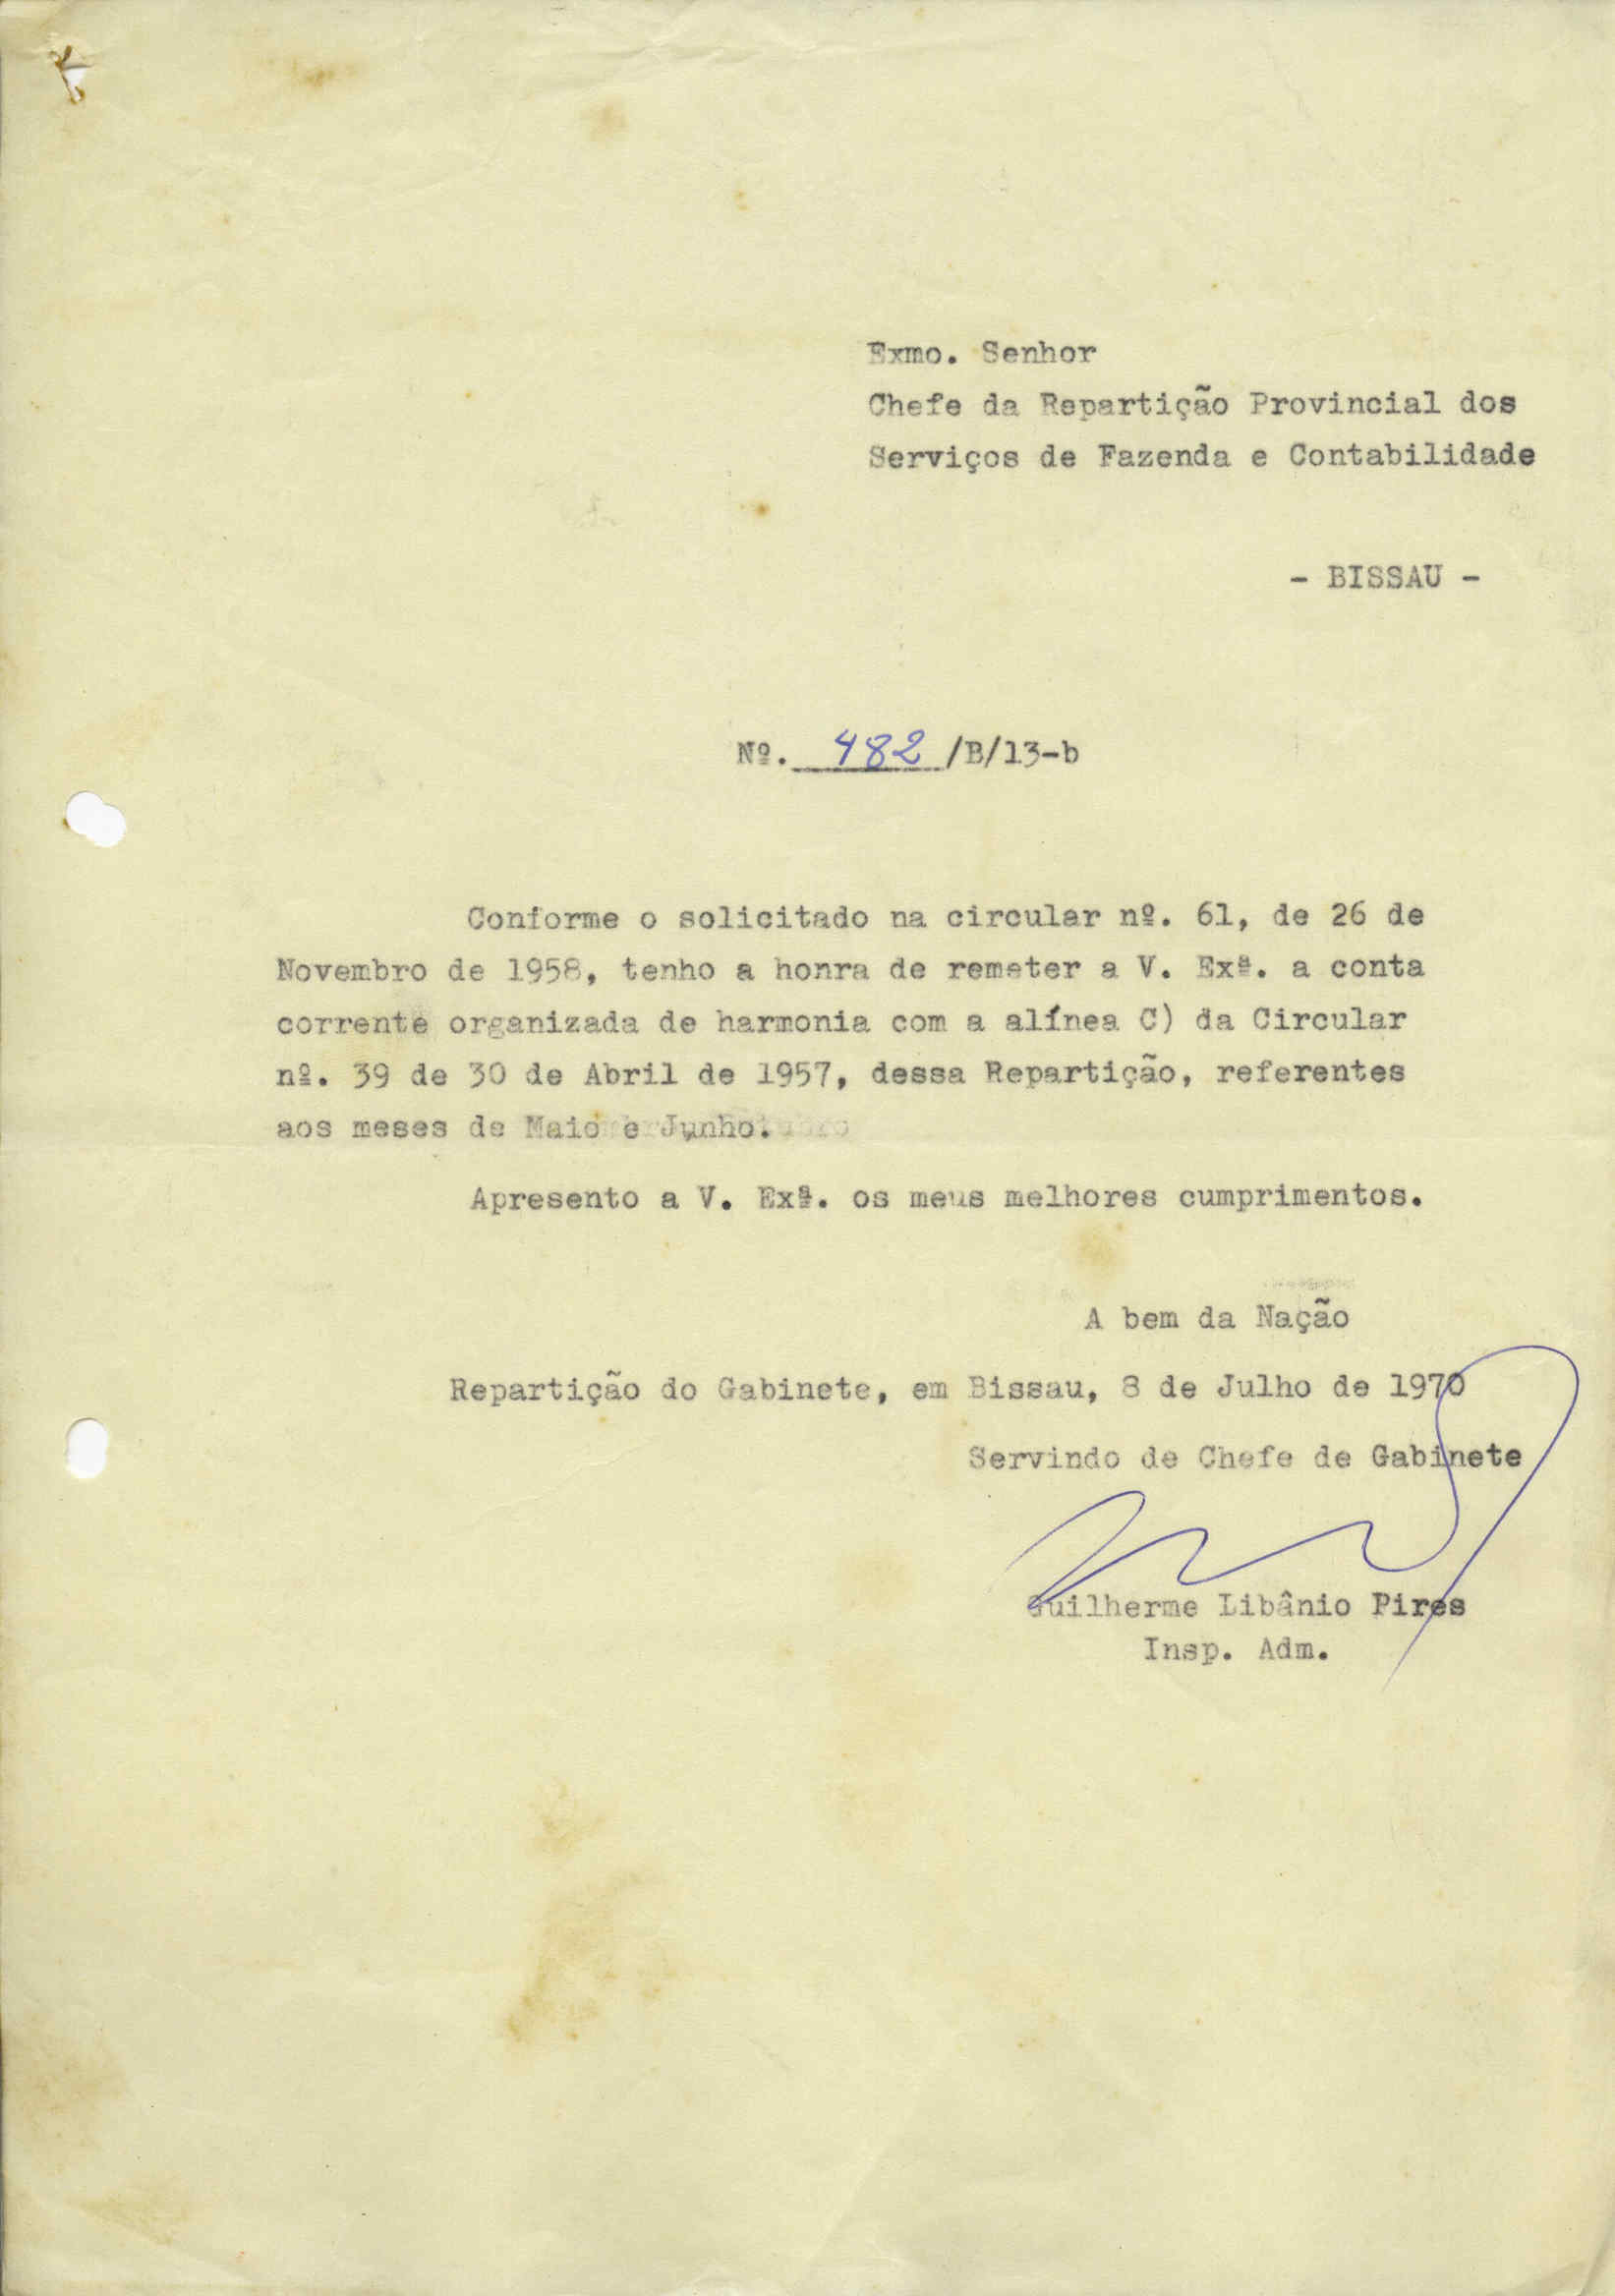 Exmo. Senhor
Chefe da Repartição Provincial dos
Serviços de Fazenda e Contabilidade
- BISSAU -
Nº. 482 /B/13-b
Conforme o solicitado na circular nº. 61, de 26 de
Novembro de 1958, tenho a honra de remeter a V. Exª. a conta
corrente organizada de harmonia com a alínea C) da Circular
nº. 39 de 30 de Abril de 1957, dessa Repartição, referentes
aos meses de Maio e Junho.
Apresento a V. Exª. os meus melhores cumprimentos.
A bem da Nação
Repartição do Gabinete, em Bissau, 8 de Julho de 1970
Servindo de Chefe de Gabinete
Guilherme Libânio Pires
Insp. Adm.